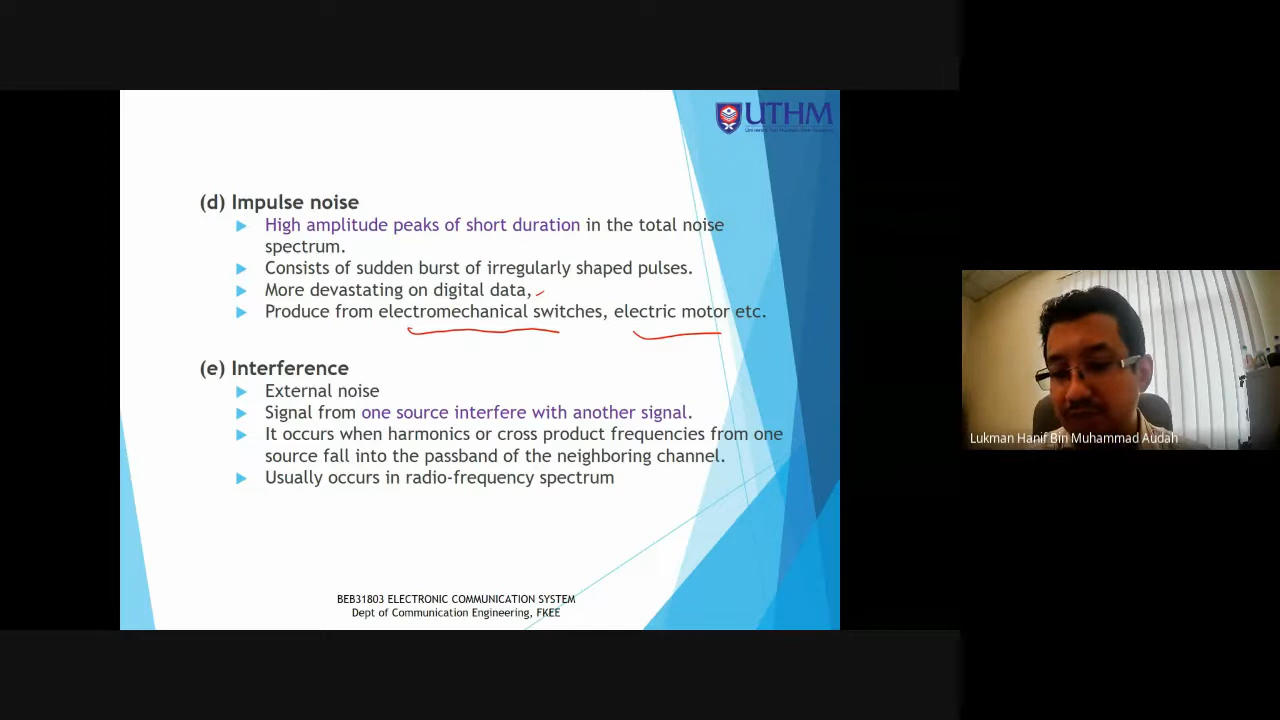 UTHM
(d) Impulse noise
High amplitude peaks of short duration in the total noise
spectrum.
Consists of sudden burst of irregularly shaped pulses.
More devastating on digital data,
Produce from electromechanical switches, electric motor etc.
(e) Interference
External noise
Signal from one source interfere with another signal.
It occurs when harmonics or cross product frequencies from one
source fall into the passband of the neighboring channel.
Usually occurs in radio-frequency spectrum
BEB31803 ELECTRONIC COMMUNICATION SYSTEM
Dept of Communication Engineering, FKEE
Lukman Hanif Bin Muhammad Audah